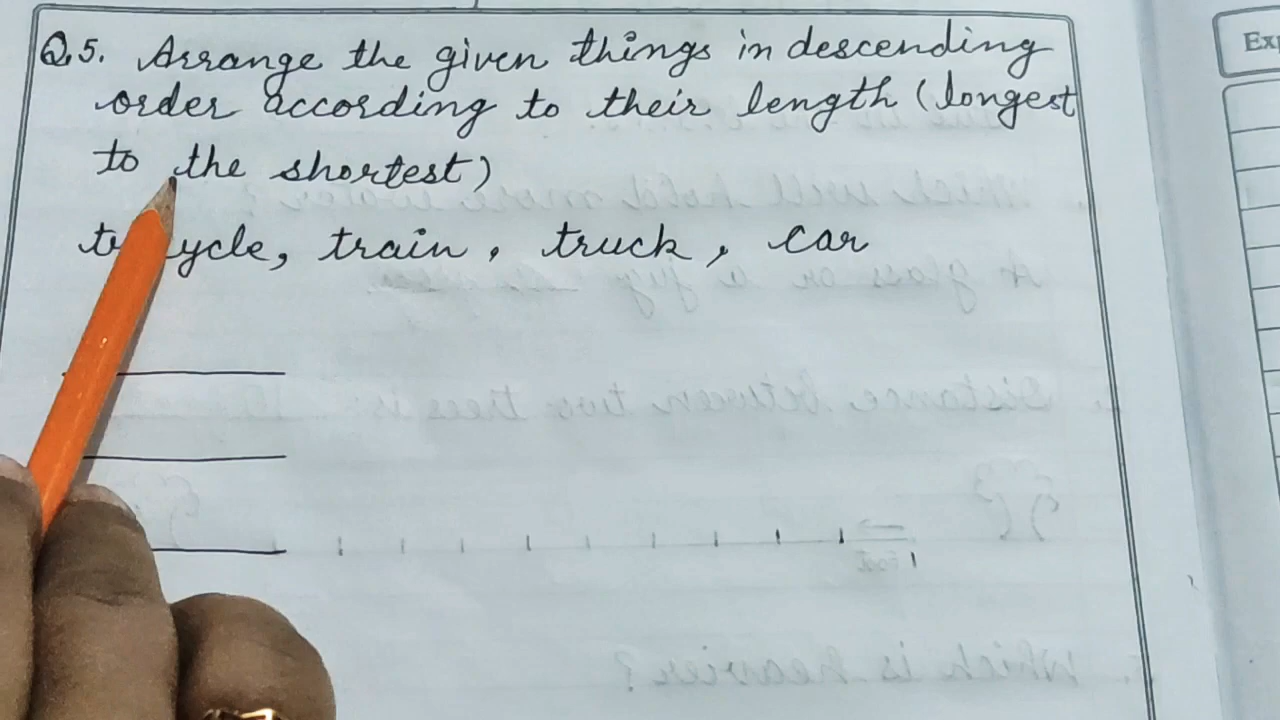 Q.5. Arrange the given things in descending
order according to their length (longest
to the shortest)
train, truck, car
Exp